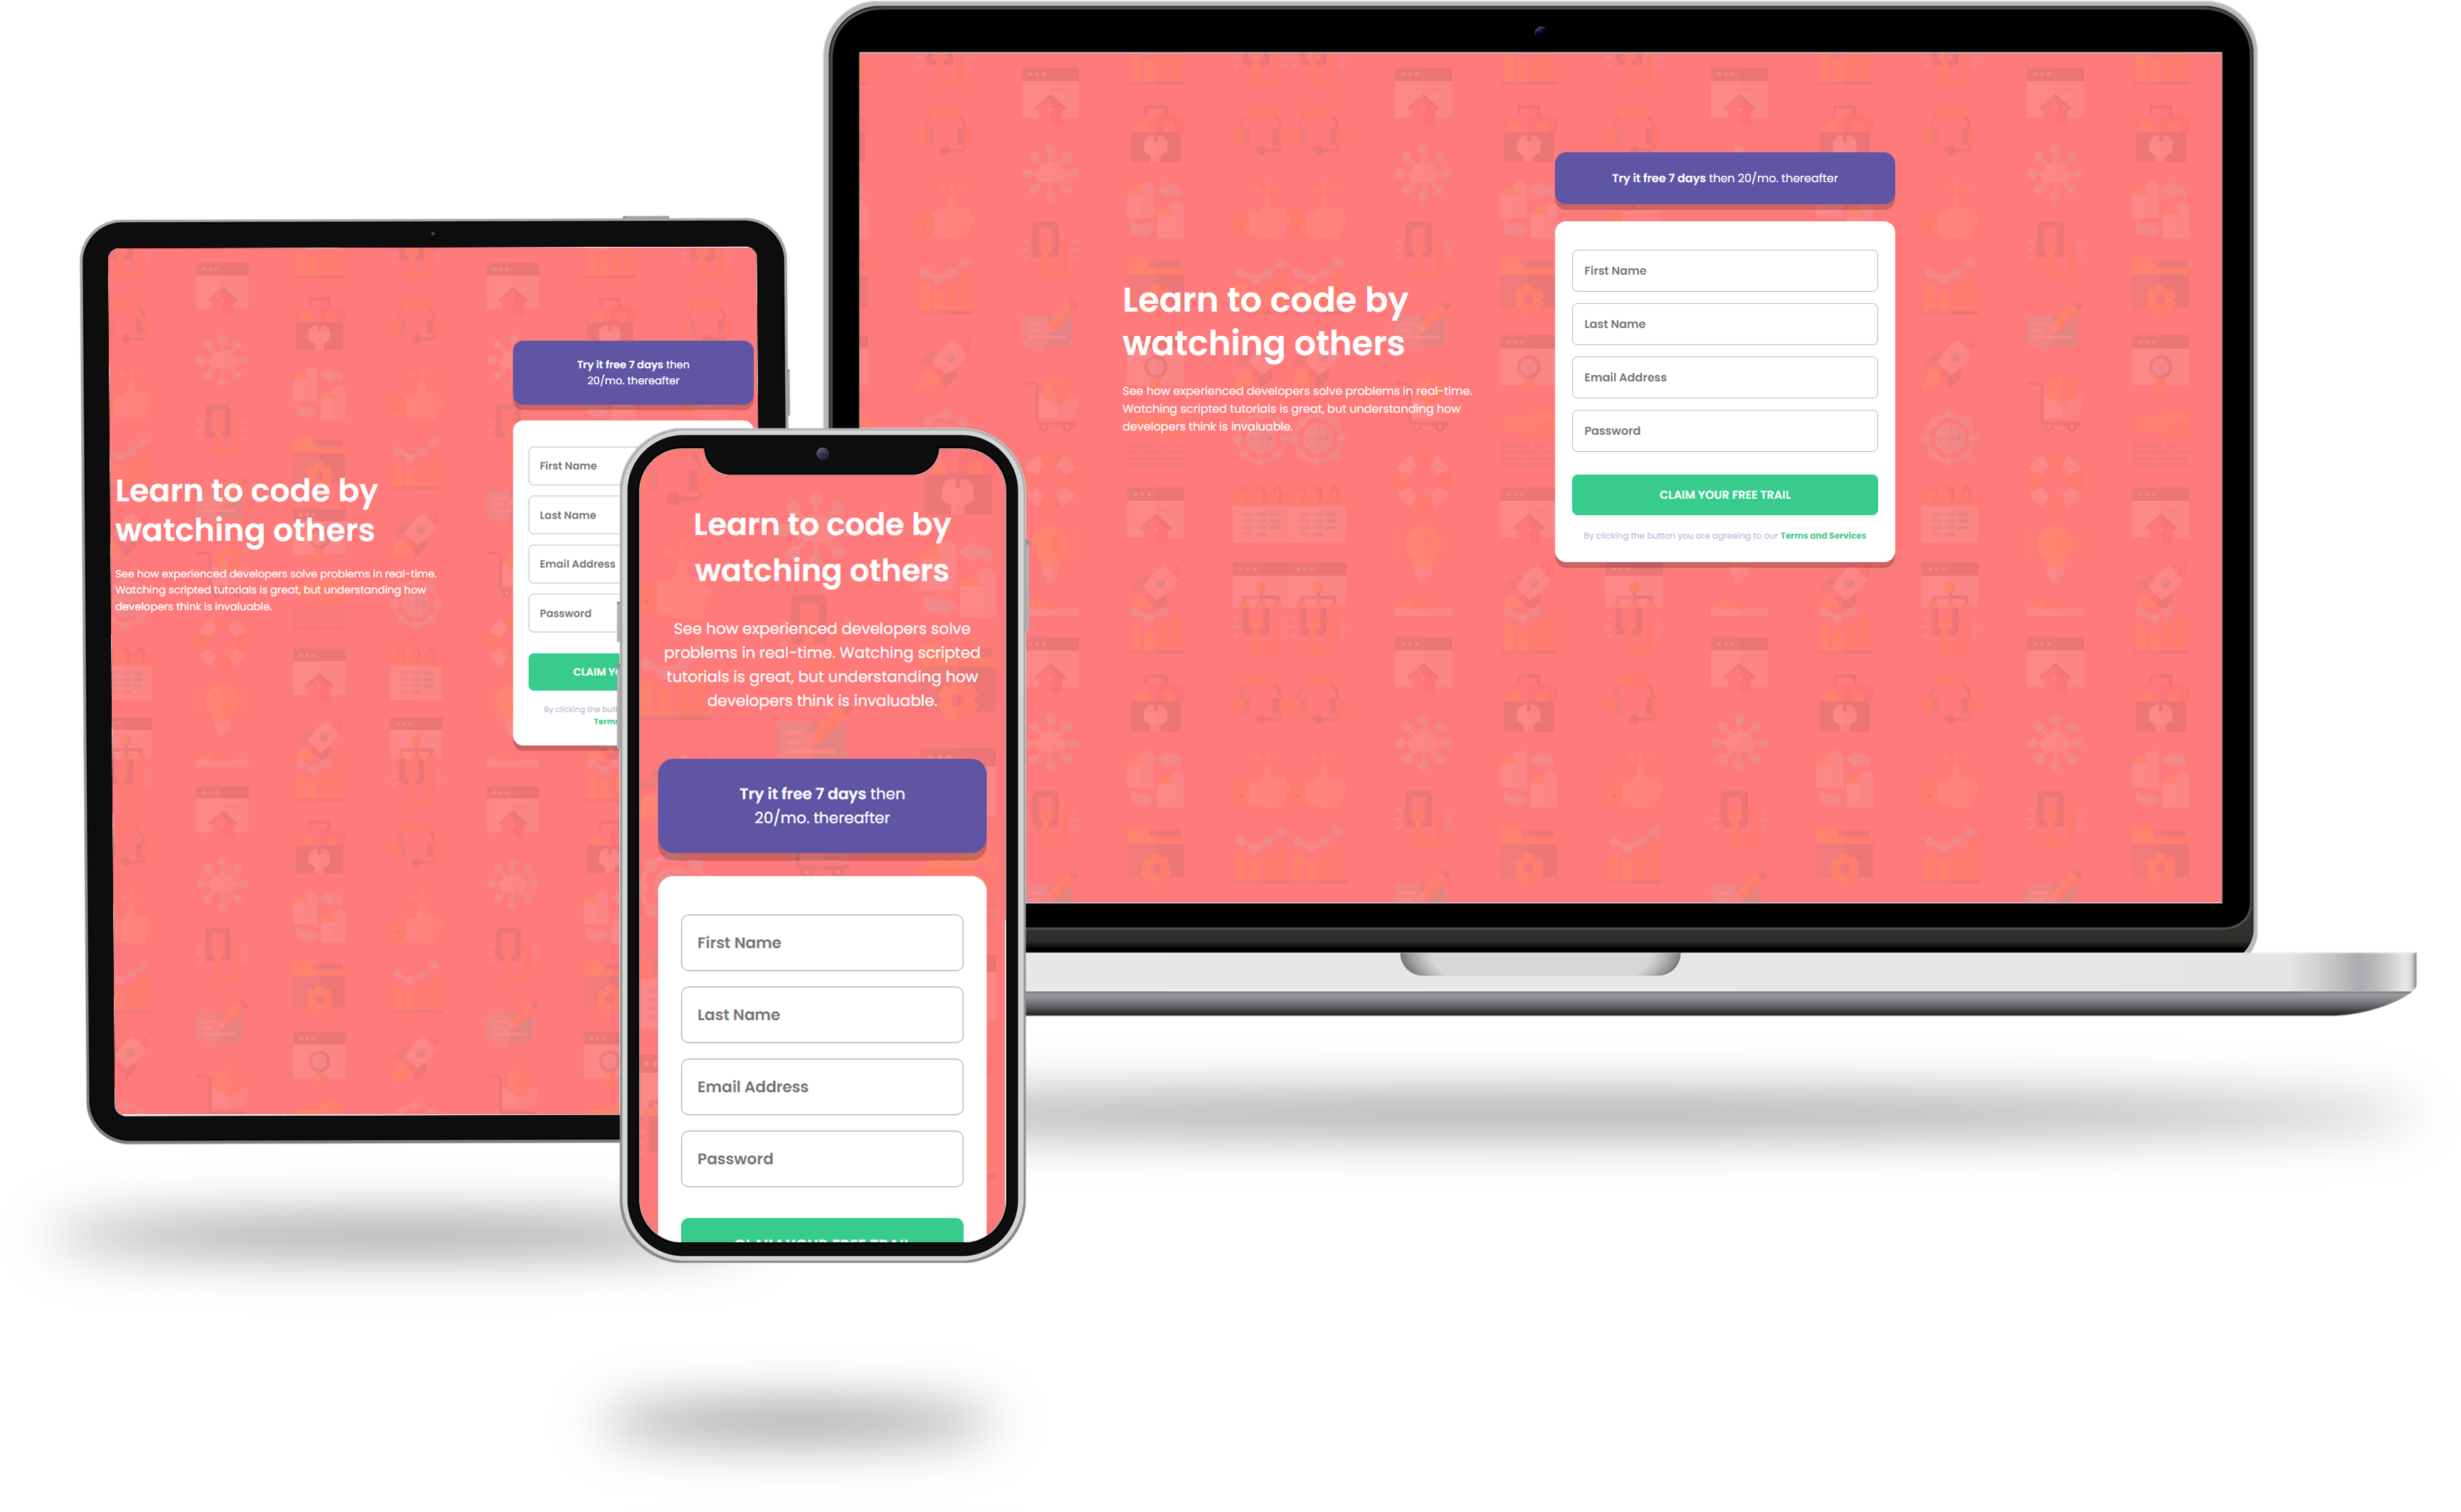 Learn to code by
watching others
See how experienced developers solve problems in real-time.
Watching scripted tutorials is great, but understanding how
developers think is invaluable.
Try it free 7 days then
20/mo. thereafter
First Name
Last Name
Email Address
Password
CLAIM
By clicking the
Learn to code by
watching others
See how experienced developers solve
problems in real-time. Watching scripted
tutorials is great, but understanding how
developers think is invaluable.
Try it free 7 days then
20/mo. thereafter
First Name
Last Name
Email Address
Password
CLAIM YOUR FREE TRAIL
Learn to code by
watching others
See how experienced developers solve problems in real-time.
Watching scripted tutorials is great, but understanding how
developers think is invaluable.
Try it free 7 days then 20/mo. thereafter
First Name
Last Name
Email Address
Password
CLAIM YOUR FREE TRAIL
By clicking the button you are agreeing to our Terms and Services